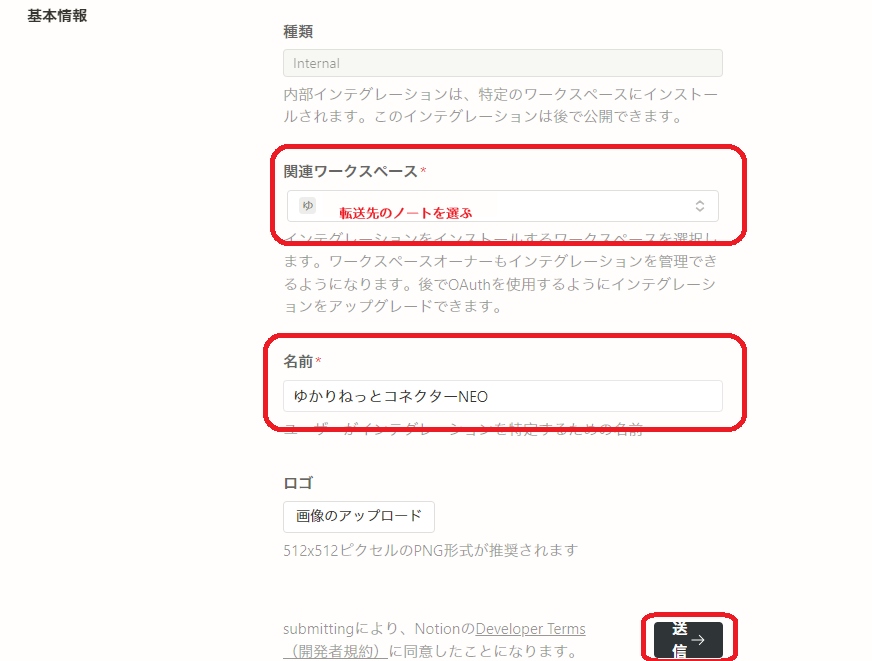 基本情報
種類
Internal
内部インテグレーションは、特定のワークスペースにインストー
ルされます。このインテグレーションは後で公開できます。
関連ワークスペース*
ゆ
転送先のノートを選ぶ
インテグレーションをインストールするワークスペースを選択し
ます。ワークスペースオーナーもインテグレーションを管理でき
るようになります。後でOAuthを使用するようにインテグレーシ
ョンをアップグレードできます。
名前*
ゆかりねっとコネクターNEO
ユーザーがインテグレーションを特定するための名前
ロゴ
画像のアップロード
512x512ピクセルのPNG形式が推奨されます
submittingにより、NotionのDeveloper Terms
（開発者規約）に同意したことになります。
送
信
→